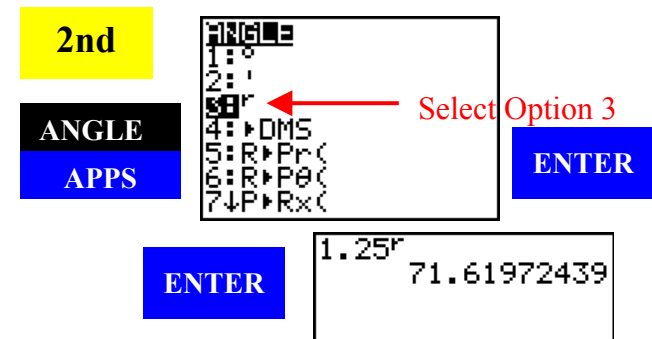 2nd
ANGLE
APPS
ANGLE
1:°
2:'
3:ʳ
4:▶DMS
5:R▶Pr(
6:R▶Pθ(
7↓P▶Rx(
Select Option 3
ENTER
ENTER
1.25ʳ
71.61972439